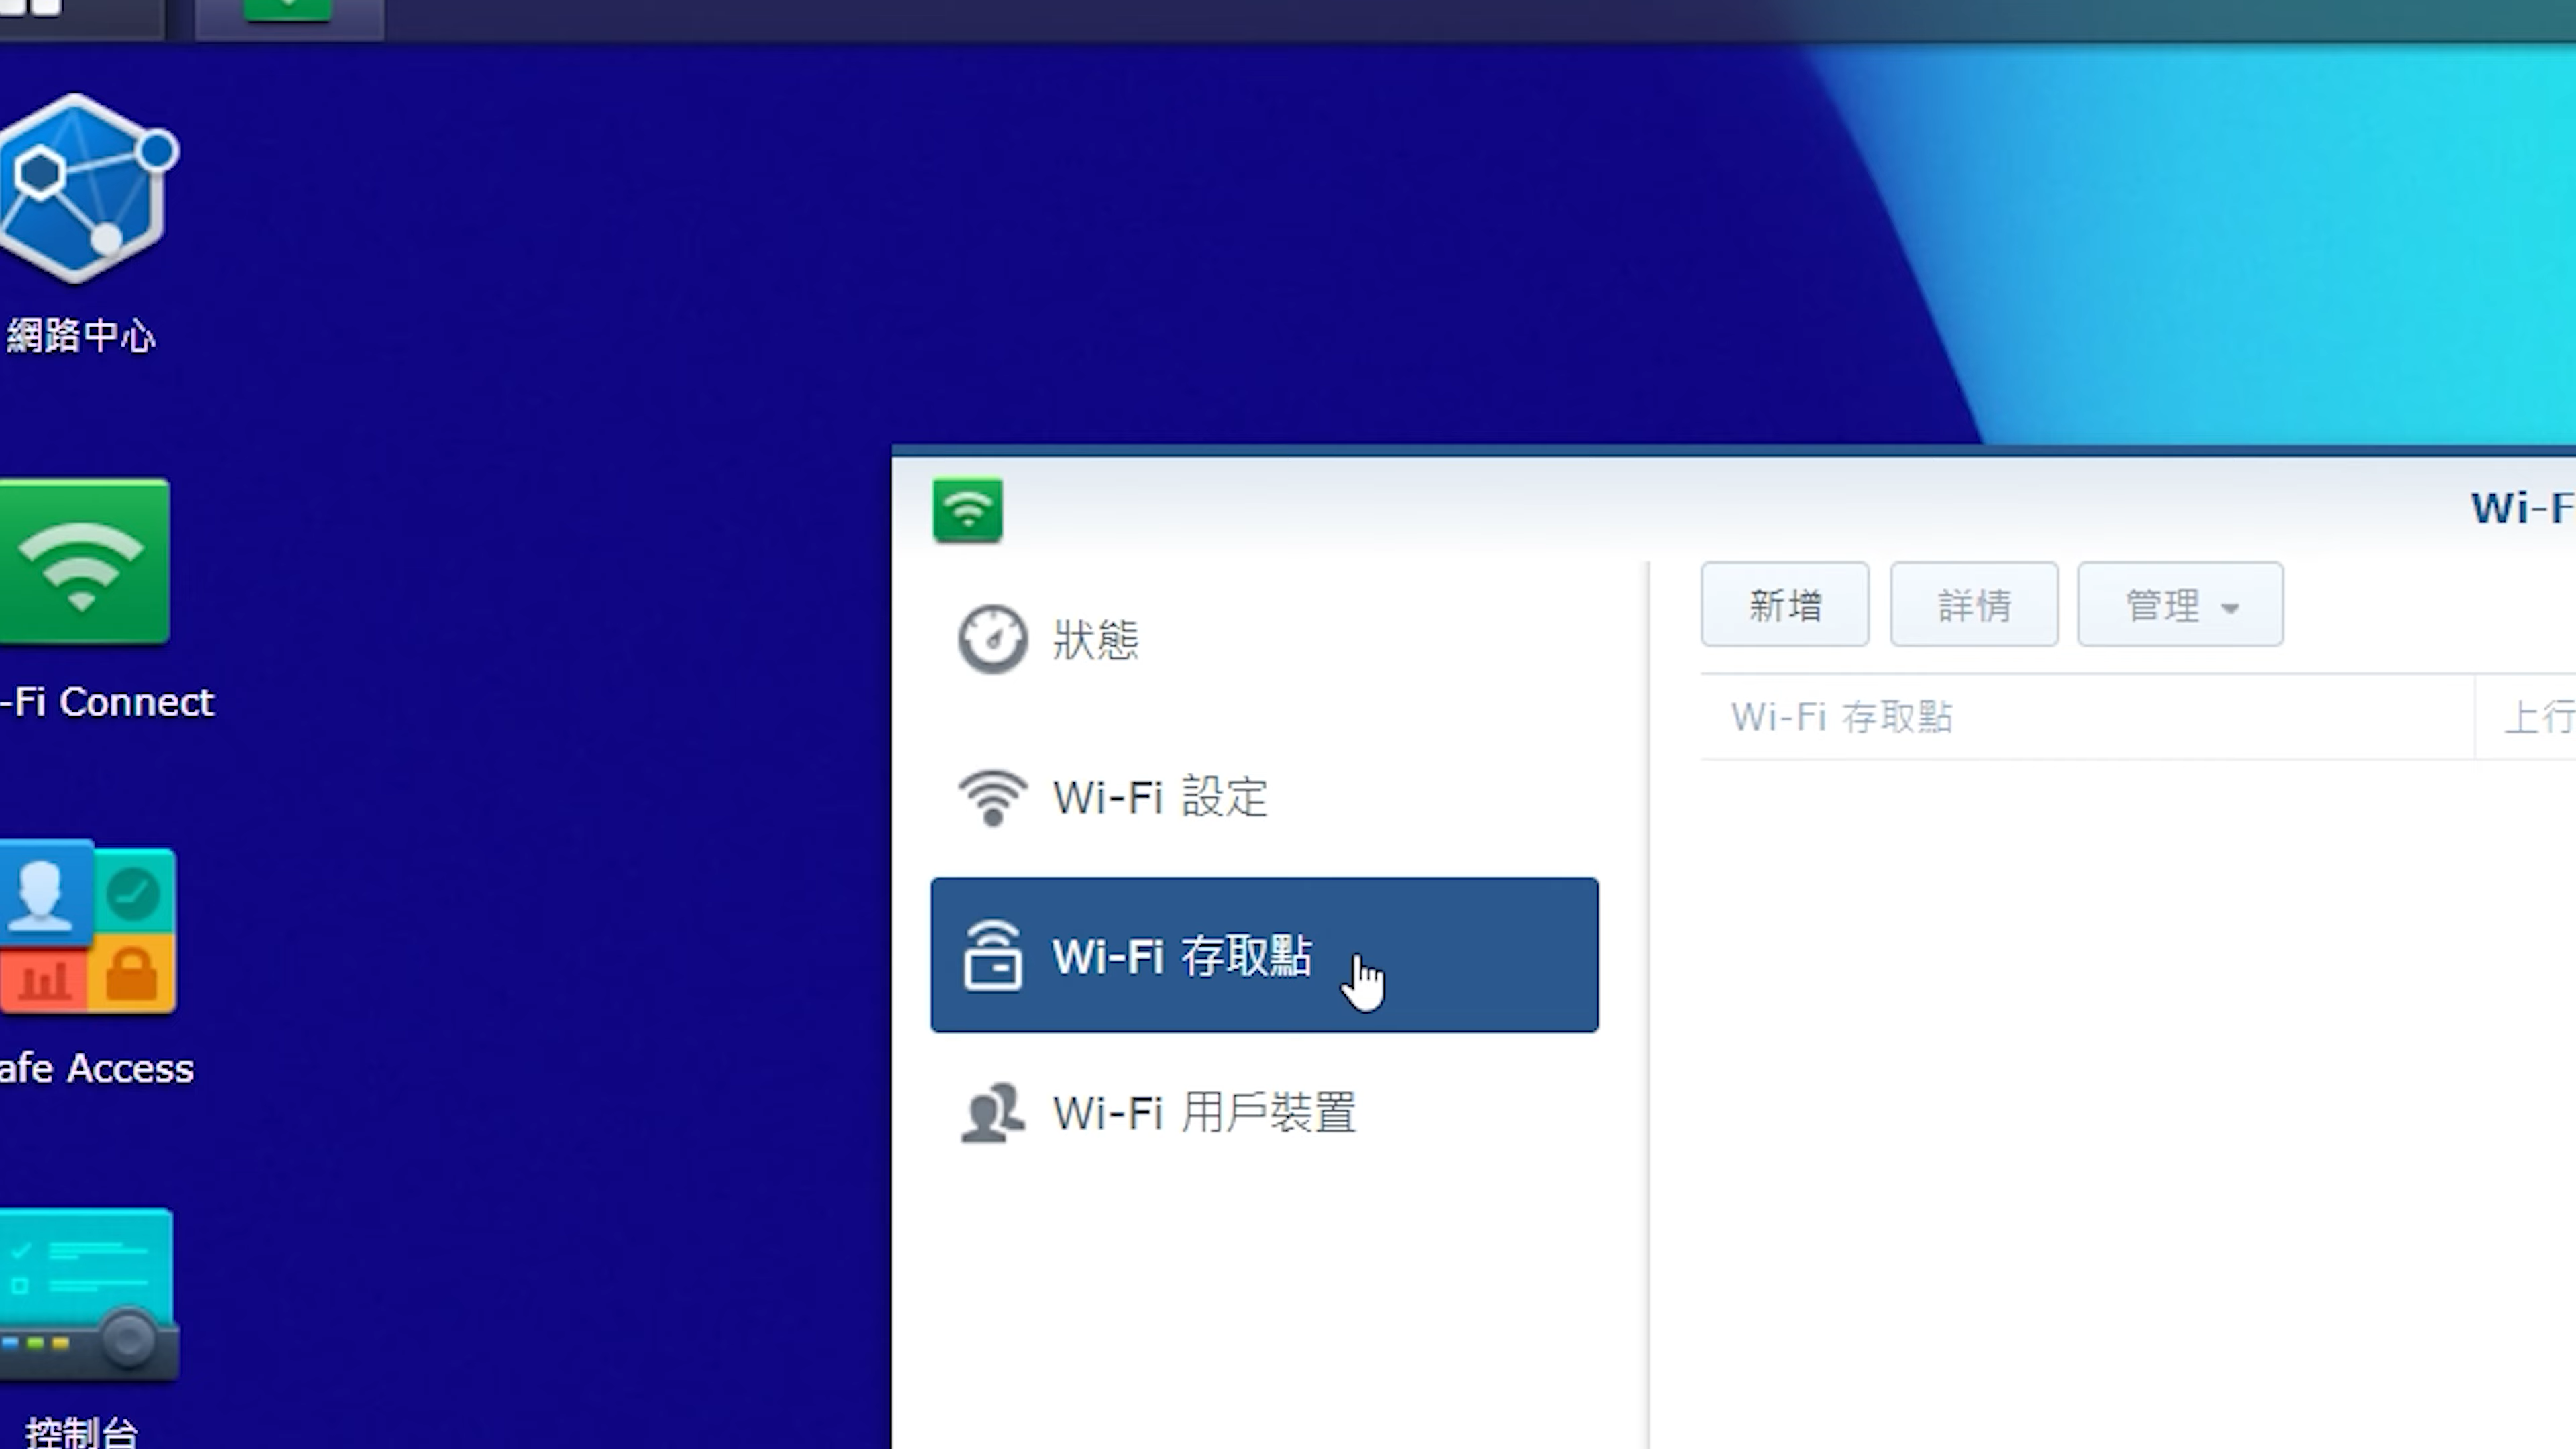 網路中心
-Fi Connect
afe Access
控制台
Wi-F
狀態
Wi-Fi 設定
Wi-Fi 存取點
Wi-Fi 用戶裝置
新增
詳情
管理
Wi-Fi 存取點
上行